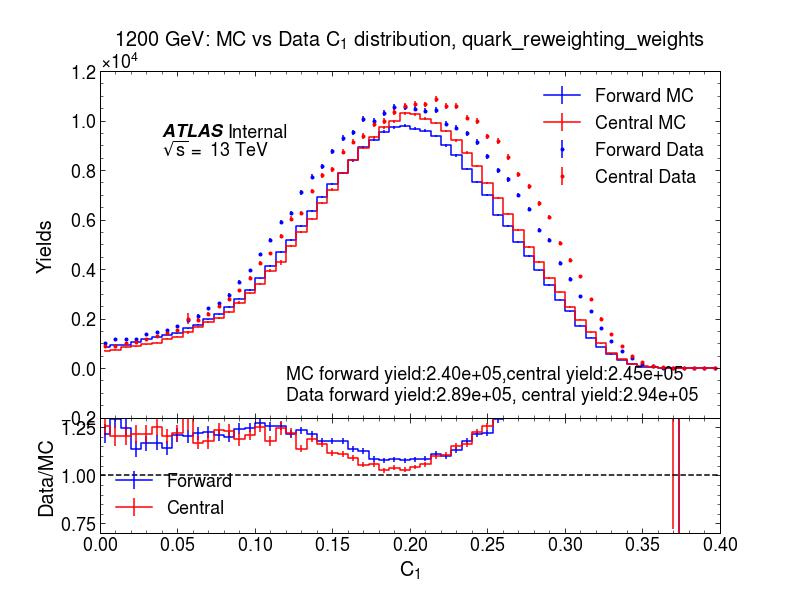 1200 GeV: MC vs Data C₁ distribution, quark_reweighting_weights
×10⁴
1.2
1.0
0.8
0.6
0.4
0.2
0.0
0.2
Yields
ATLAS Internal
√s = 13 TeV
Forward MC
Central MC
Forward Data
Central Data
MC forward yield:2.40e+05,central yield:2.45e+05
Data forward yield:2.89e+05, central yield:2.94e+05
1.25
1.00
0.75
Data/MC
Forward
Central
0.00 0.05 0.10 0.15 0.20 0.25 0.30 0.35 0.40
C₁